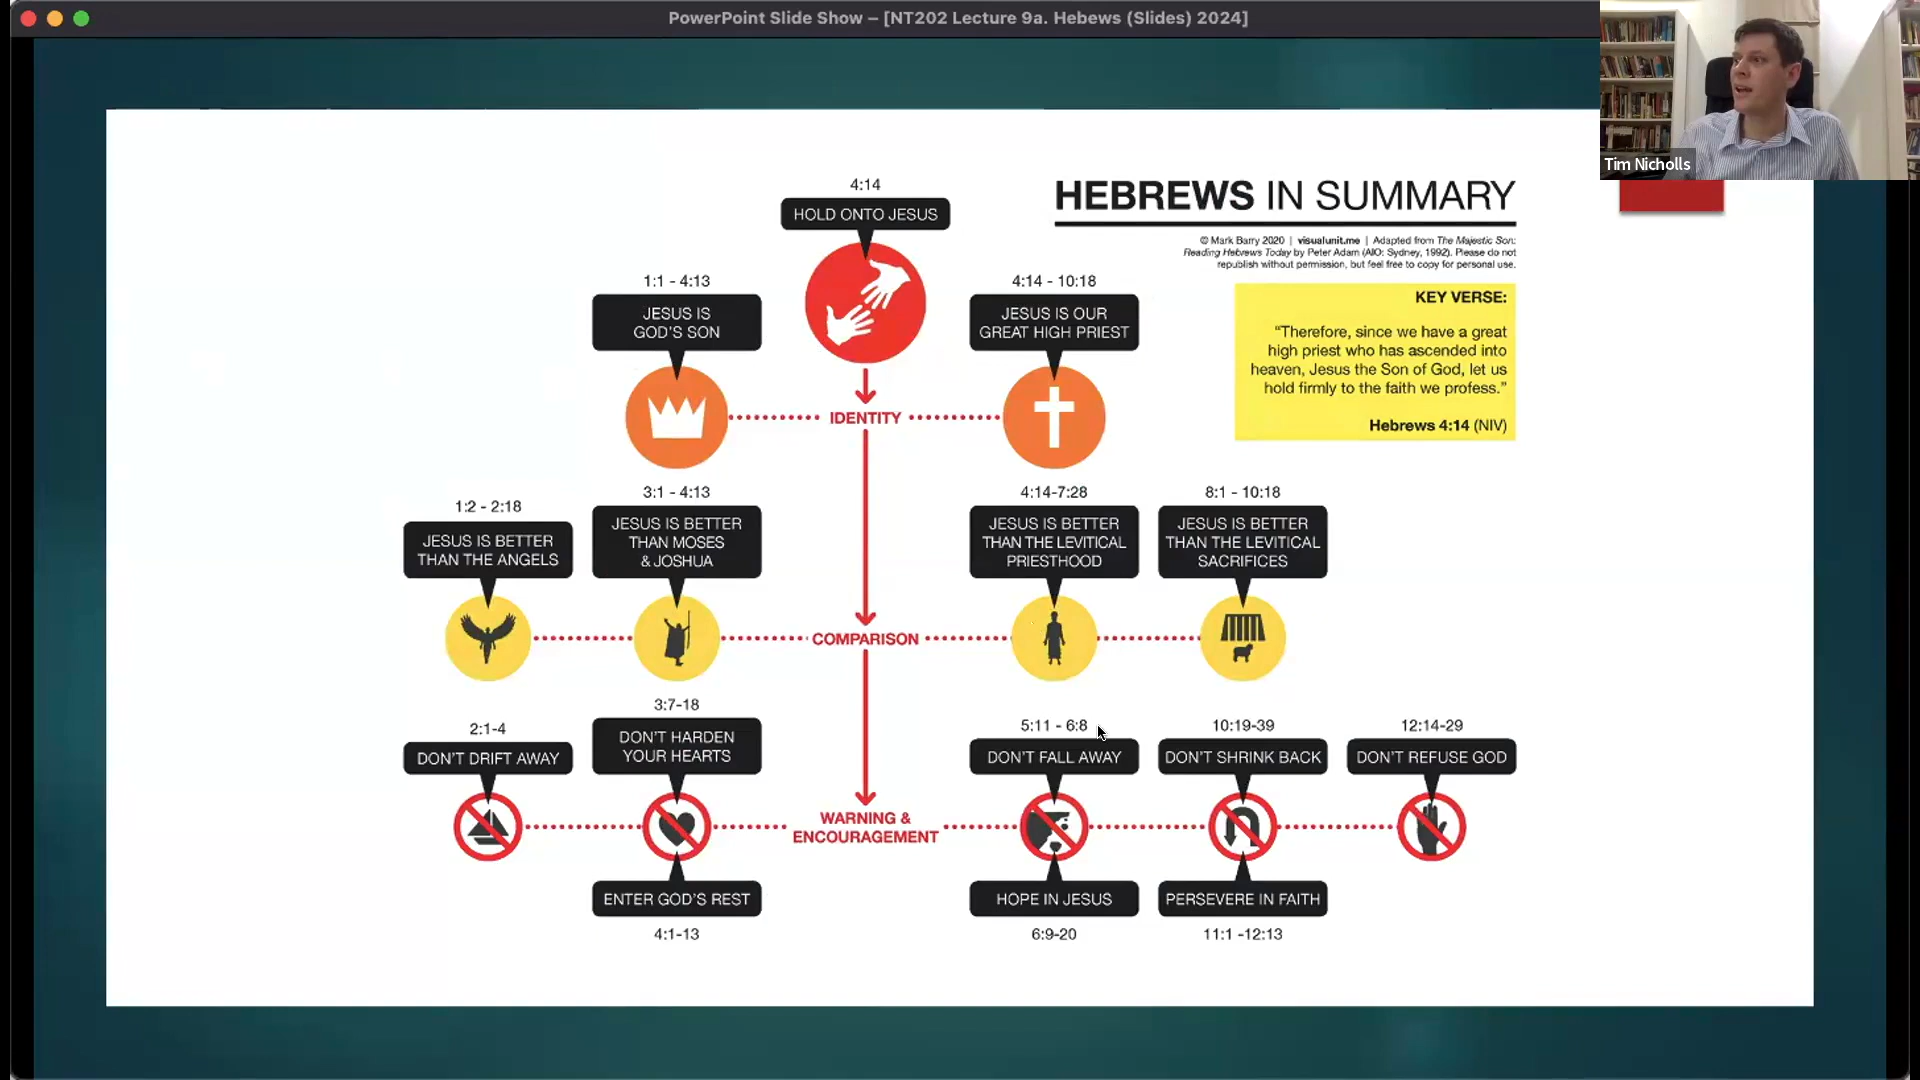 PowerPoint Slide Show – [NT202 Lecture 9a. Hebews (Slides) 2024]
Tim Nicholls
HEBREWS IN SUMMARY
© Mark Barry 2020 | visualunit.me | Adapted from The Majestic Son:
Reading Hebrews Today by Peter Adam (AIO: Sydney, 1992). Please do not
republish without permission, but feel free to copy for personal use.
KEY VERSE:
“Therefore, since we have a great
high priest who has ascended into
heaven, Jesus the Son of God, let us
hold firmly to the faith we profess.”
Hebrews 4:14 (NIV)
4:14
HOLD ONTO JESUS
1:1 - 4:13
JESUS IS
GOD'S SON
4:14 - 10:18
JESUS IS OUR
GREAT HIGH PRIEST
IDENTITY
1:2 - 2:18
JESUS IS BETTER
THAN THE ANGELS
3:1 - 4:13
JESUS IS BETTER
THAN MOSES
& JOSHUA
4:14-7:28
JESUS IS BETTER
THAN THE LEVITICAL
PRIESTHOOD
8:1 - 10:18
JESUS IS BETTER
THAN THE LEVITICAL
SACRIFICES
COMPARISON
2:1-4
DON'T DRIFT AWAY
3:7-18
DON'T HARDEN
YOUR HEARTS
5:11 - 6:8
DON'T FALL AWAY
10:19-39
DON'T SHRINK BACK
12:14-29
DON'T REFUSE GOD
WARNING &
ENCOURAGEMENT
ENTER GOD'S REST
4:1-13
HOPE IN JESUS
6:9-20
PERSEVERE IN FAITH
11:1 -12:13